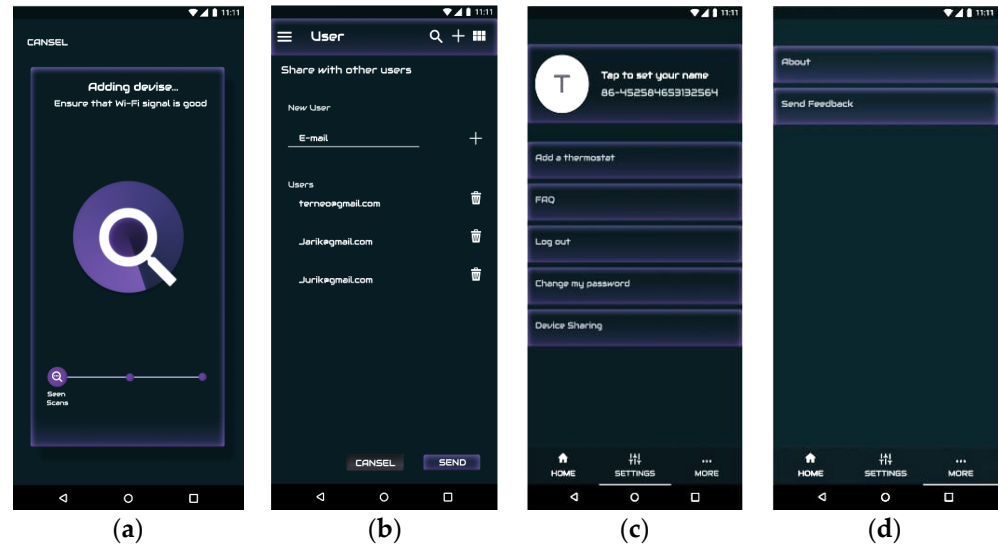 11:11
CANSEL
Adding devise...
Ensure that Wi-Fi signal is good
Seen
Scans
(a)
11:11
User
Share with other users
New User
E-mail
Users
terneo@gmail.com
Jarik@gmail.com
Jurik@gmail.com
CANSEL SEND
(b)
11:11
T
Tap to set your name
86-452584653132564
Add a thermostat
FAQ
Log out
Change my password
Device Sharing
HOME SETTINGS MORE
(c)
11:11
About
Send Feedback
HOME SETTINGS MORE
(d)